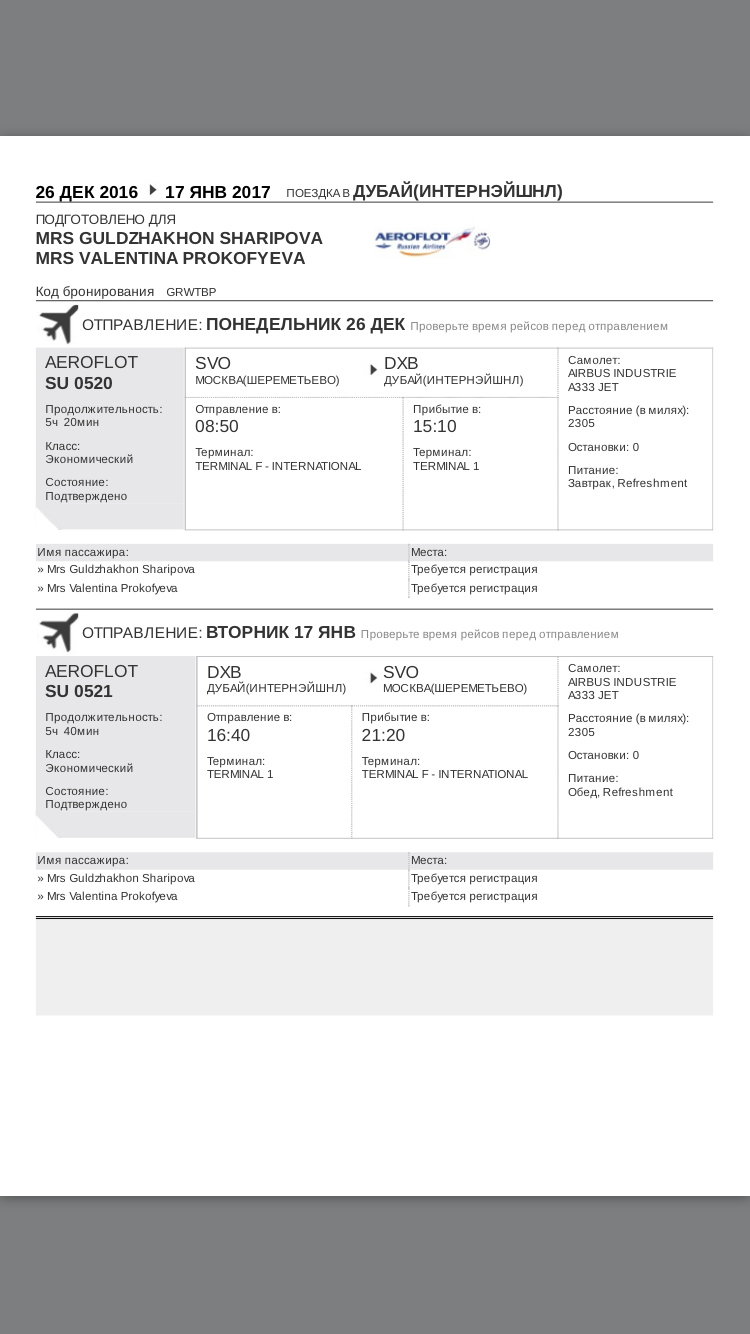 26 ДЕК 2016 17 ЯНВ 2017 ПОЕЗДКА В ДУБАЙ(ИНТЕРНЭЙШНЛ)
ПОДГОТОВЛЕНО ДЛЯ
MRS GULDZHAKHON SHARIPOVA
MRS VALENTINA PROKOFYEVA
AEROFLOT
Russian Airlines
Код бронирования GRWTBP
ОТПРАВЛЕНИЕ: ПОНЕДЕЛЬНИК 26 ДЕК Проверьте время рейсов перед отправлением
AEROFLOT
SU 0520
Продолжительность:
5ч 20мин
Класс:
Экономический
Состояние:
Подтверждено
SVO
МОСКВА(ШЕРЕМЕТЬЕВО)
DXB
ДУБАЙ(ИНТЕРНЭЙШНЛ)
Отправление в:
08:50
Терминал:
TERMINAL F - INTERNATIONAL
Прибытие в:
15:10
Терминал:
TERMINAL 1
Самолет:
AIRBUS INDUSTRIE
A333 JET
Расстояние (в милях):
2305
Остановки: 0
Питание:
Завтрак, Refreshment
Имя пассажира: Места:
» Mrs Guldzhakhon Sharipova Требуется регистрация
» Mrs Valentina Prokofyeva Требуется регистрация
ОТПРАВЛЕНИЕ: ВТОРНИК 17 ЯНВ Проверьте время рейсов перед отправлением
AEROFLOT
SU 0521
Продолжительность:
5ч 40мин
Класс:
Экономический
Состояние:
Подтверждено
DXB
ДУБАЙ(ИНТЕРНЭЙШНЛ)
SVO
МОСКВА(ШЕРЕМЕТЬЕВО)
Отправление в:
16:40
Терминал:
TERMINAL 1
Прибытие в:
21:20
Терминал:
TERMINAL F - INTERNATIONAL
Самолет:
AIRBUS INDUSTRIE
A333 JET
Расстояние (в милях):
2305
Остановки: 0
Питание:
Обед, Refreshment
Имя пассажира: Места:
» Mrs Guldzhakhon Sharipova Требуется регистрация
» Mrs Valentina Prokofyeva Требуется регистрация